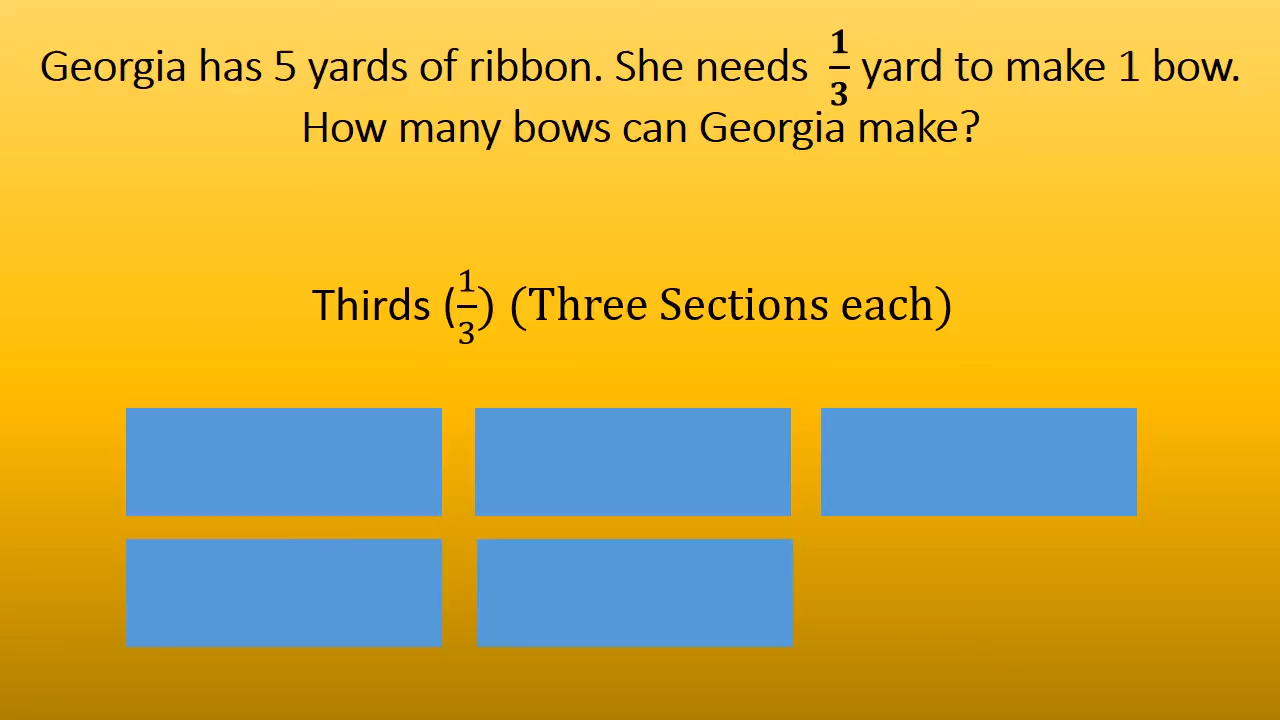 Georgia has 5 yards of ribbon. She needs 1/3 yard to make 1 bow.
How many bows can Georgia make?
Thirds (1/3) (Three Sections each)